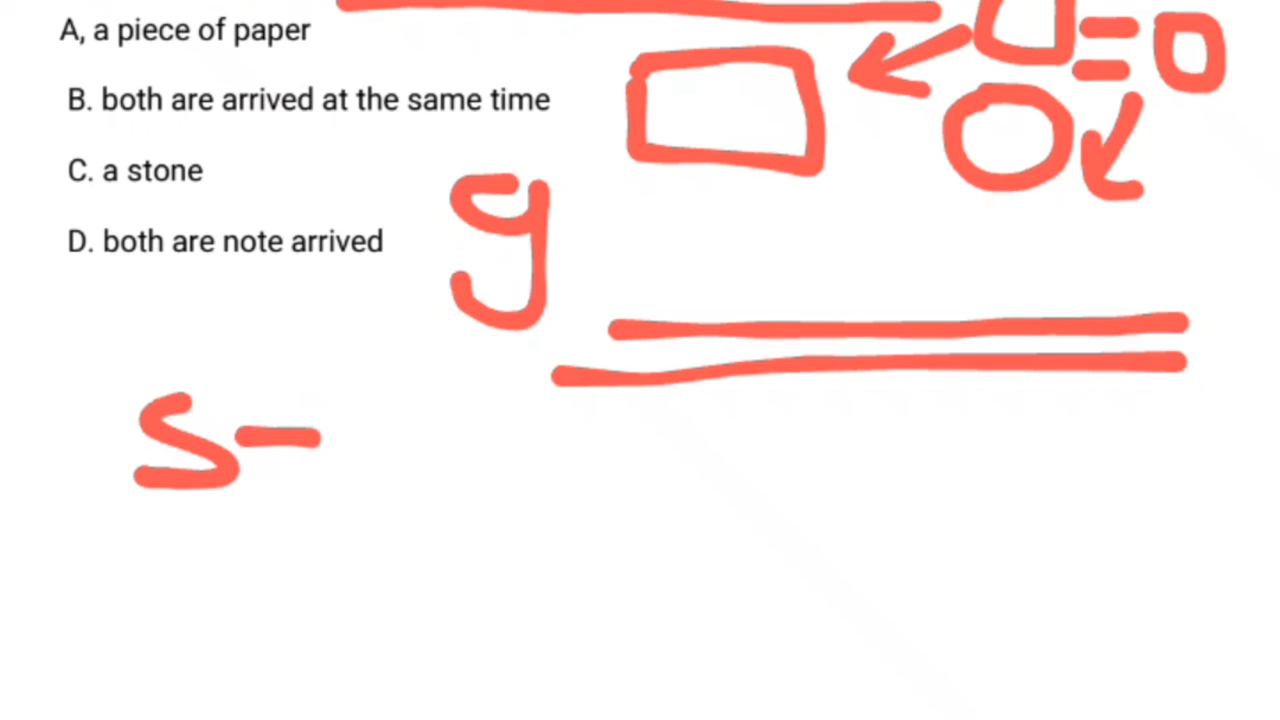 A, a piece of paper
B. both are arrived at the same time
C. a stone
D. both are note arrived
g
S-